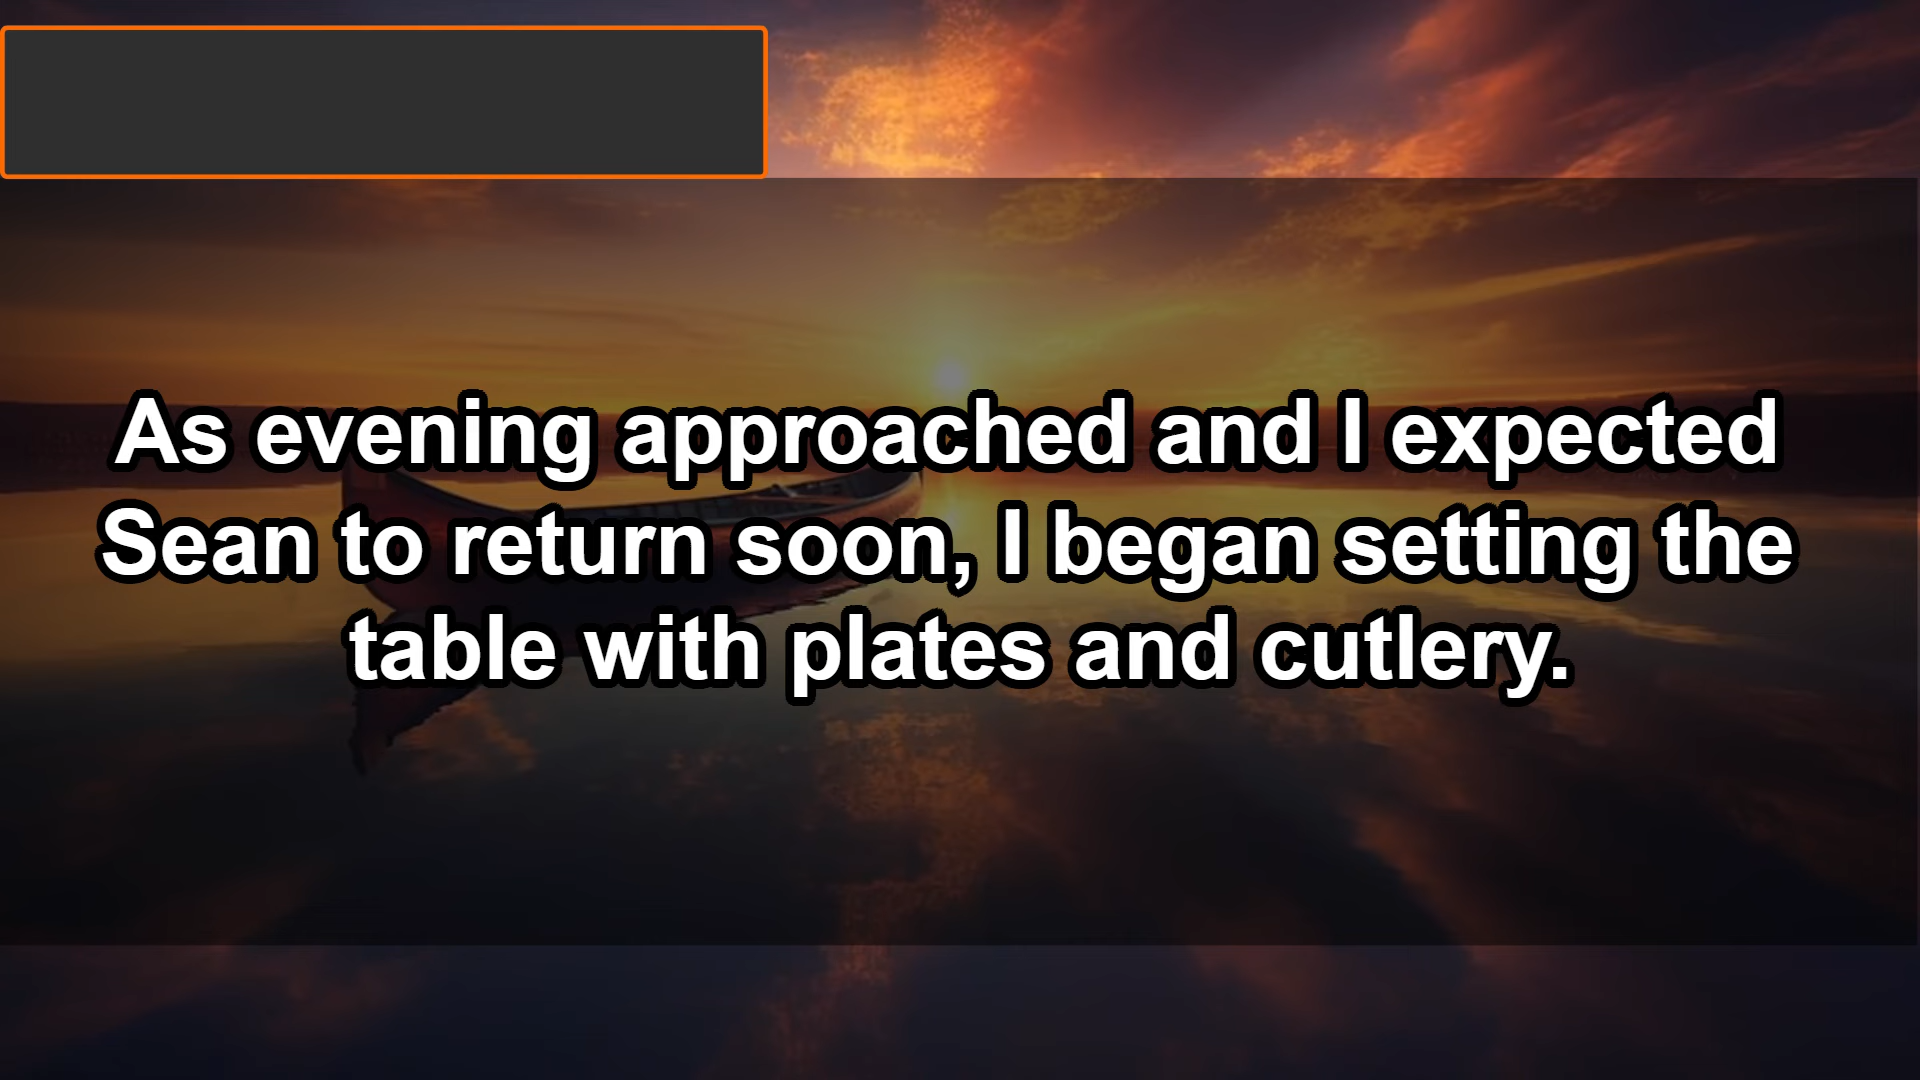 As evening approached and I expected
Sean to return soon, I began setting the
table with plates and cutlery.